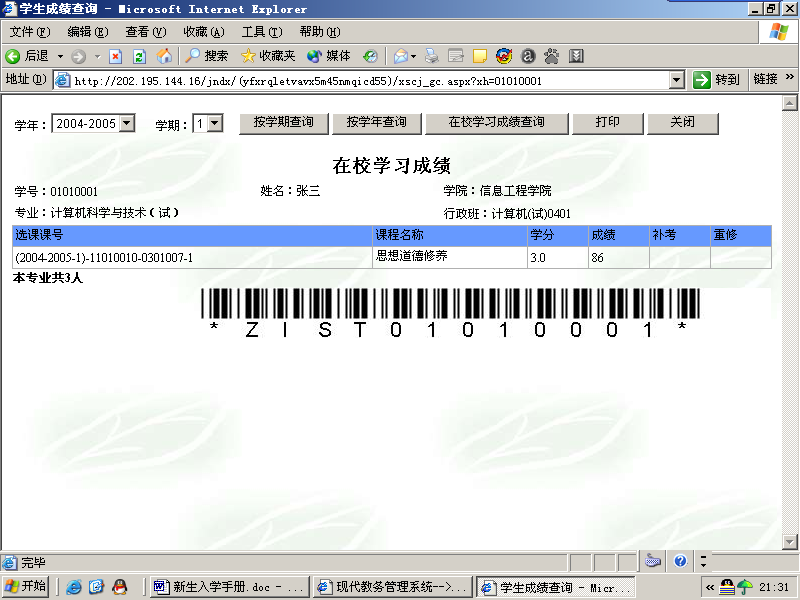 学生成绩查询 - Microsoft Internet Explorer
文件(F) 编辑(E) 查看(V) 收藏(A) 工具(T) 帮助(H)
后退 搜索 收藏夹 媒体
地址(D) http://202.195.144.16/jndx/(yfxrqletvavx5m45nmqicd55)/xscj_gc.aspx?xh=01010001 转到 链接 »
学年： 2004-2005 学期： 1 按学期查询 按学年查询 在校学习成绩查询 打印 关闭
在校学习成绩
学号：01010001 姓名：张三 学院：信息工程学院
专业：计算机科学与技术（试） 行政班：计算机(试)0401
选课课号 课程名称 学分 成绩 补考 重修
(2004-2005-1)-11010010-0301007-1 思想道德修养 3.0 86
本专业共3人
* Z I S T 0 1 0 1 0 0 0 1 *
完毕
开始 新生入学手册.doc - ... 现代教务管理系统-->... 学生成绩查询 - Micr... « 21:31